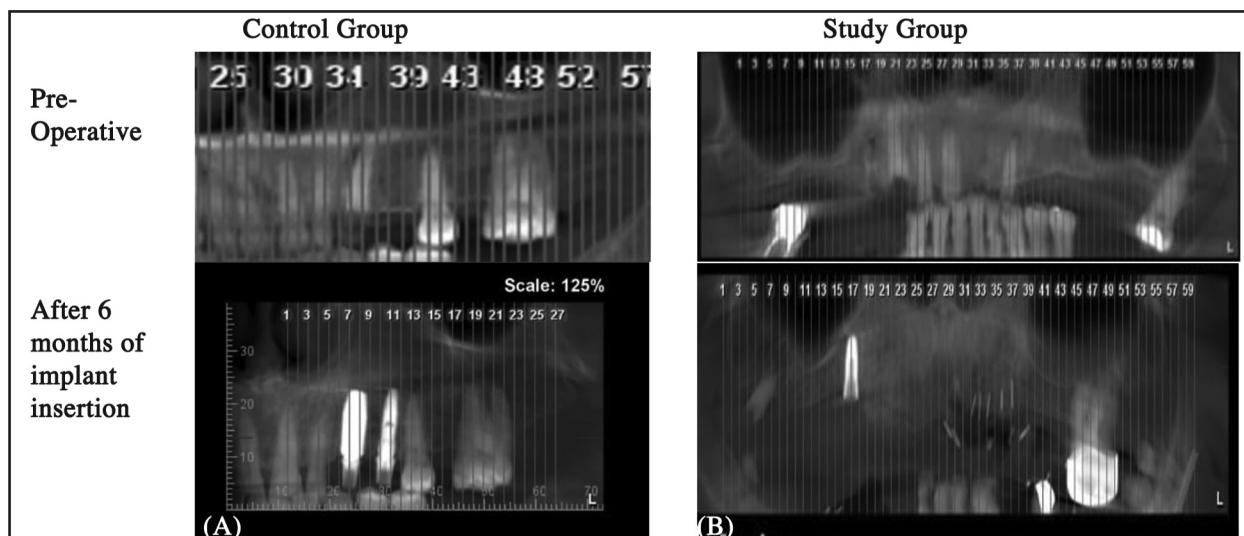 Control Group
Study Group
Pre-
Operative
25 30 34 39 43 48 52 57
1 3 5 7 9 11 13 15 17 19 21 23 25 27 29 31 33 35 37 39 41 43 45 47 49 51 53 55 57 59
L
After 6
months of
implant
insertion
Scale: 125%
1 3 5 7 9 11 13 15 17 19 21 23 25 27
30
20
10
10 20 30 40 50 60 70
L
(A)
1 3 5 7 9 11 13 15 17 19 21 23 25 27 29 31 33 35 37 39 41 43 45 47 49 51 53 55 57 59
L
(B)